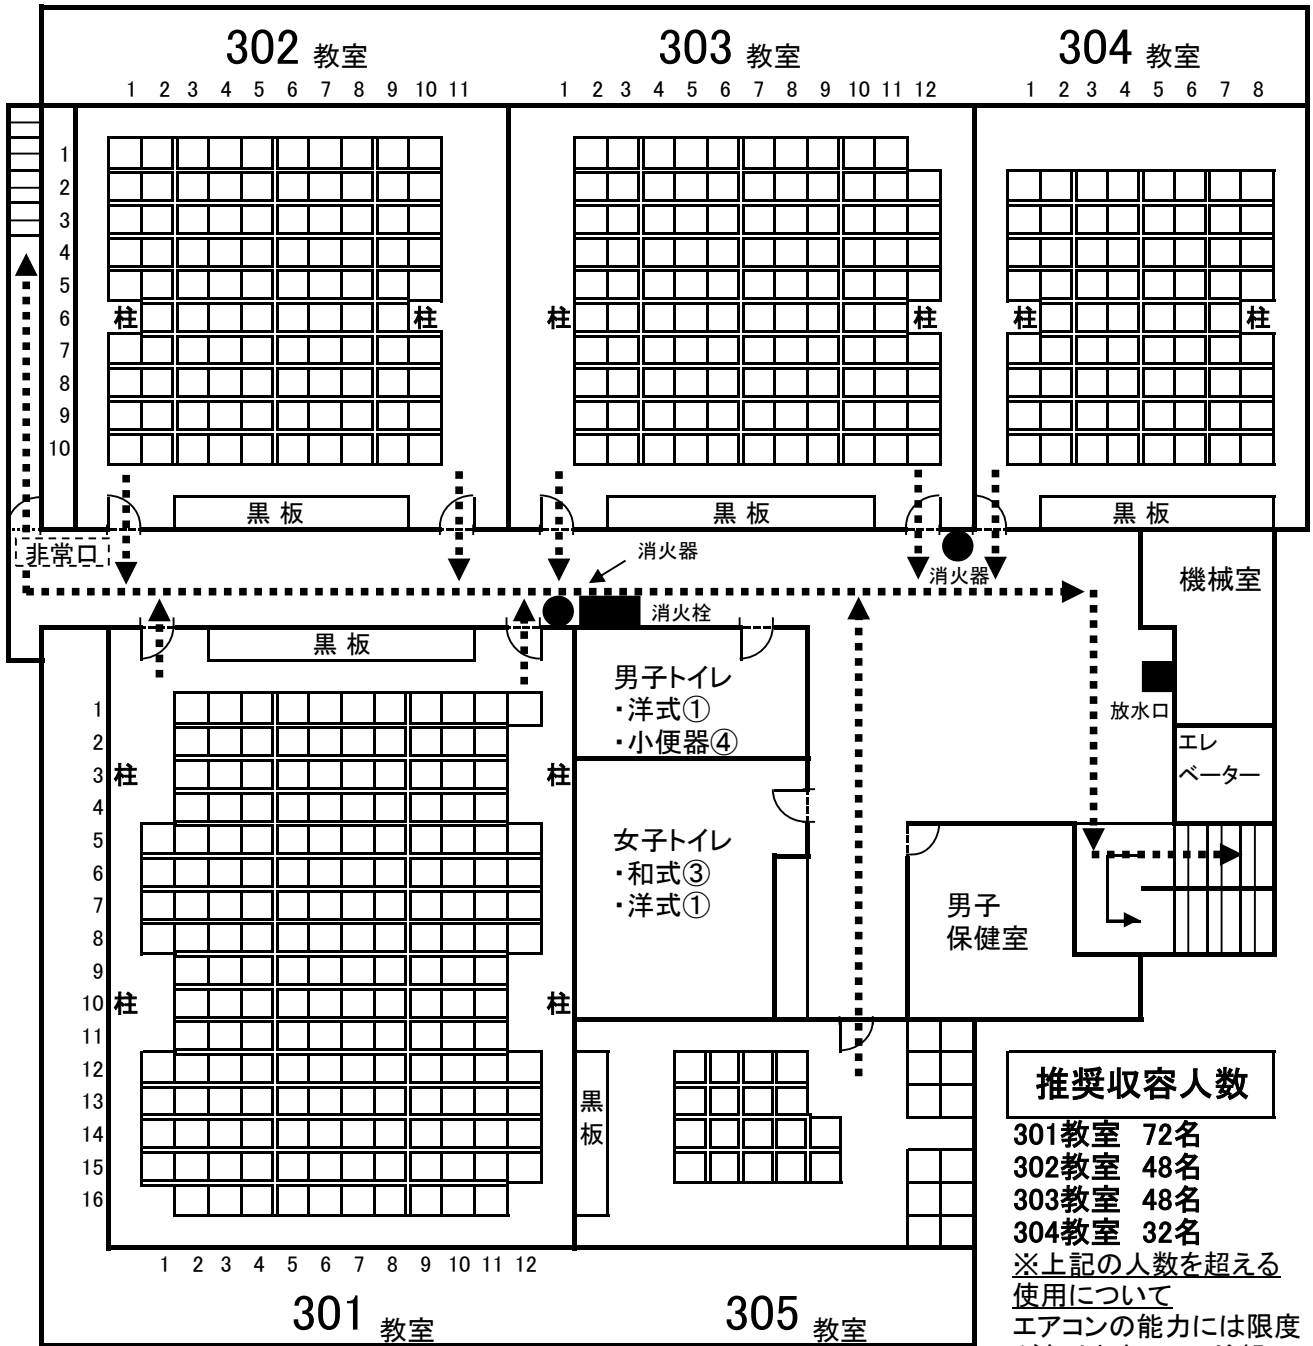 302 教室
303 教室
304 教室
1 2 3 4 5 6 7 8 9 10 11
1 2 3 4 5 6 7 8 9 10 11 12
1 2 3 4 5 6 7 8
1
2
3
4
5
6
7
8
9
10
柱
柱
柱
柱
柱
柱
黒 板
黒 板
黒 板
非常口
消火器
消火器
消火栓
機械室
黒 板
男子トイレ
・洋式①
・小便器④
放水口
エレ
ベーター
1
2
3
4
5
6
7
8
9
10
11
12
13
14
15
16
柱
柱
柱
柱
女子トイレ
・和式③
・洋式①
男子
保健室
黒
板
推奨収容人数
301教室 72名
302教室 48名
303教室 48名
304教室 32名
※上記の人数を超える
使用について
エアコンの能力には限度
1 2 3 4 5 6 7 8 9 10 11 12
301 教室
305 教室